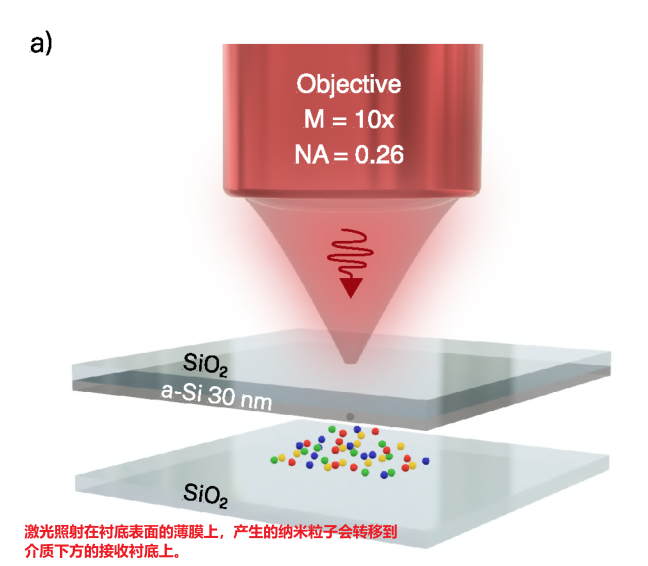 a)
Objective
M = 10x
NA = 0.26
SiO₂
a-Si 30 nm
SiO₂
激光照射在衬底表面的薄膜上，产生的纳米粒子会转移到
介质下方的接收衬底上。